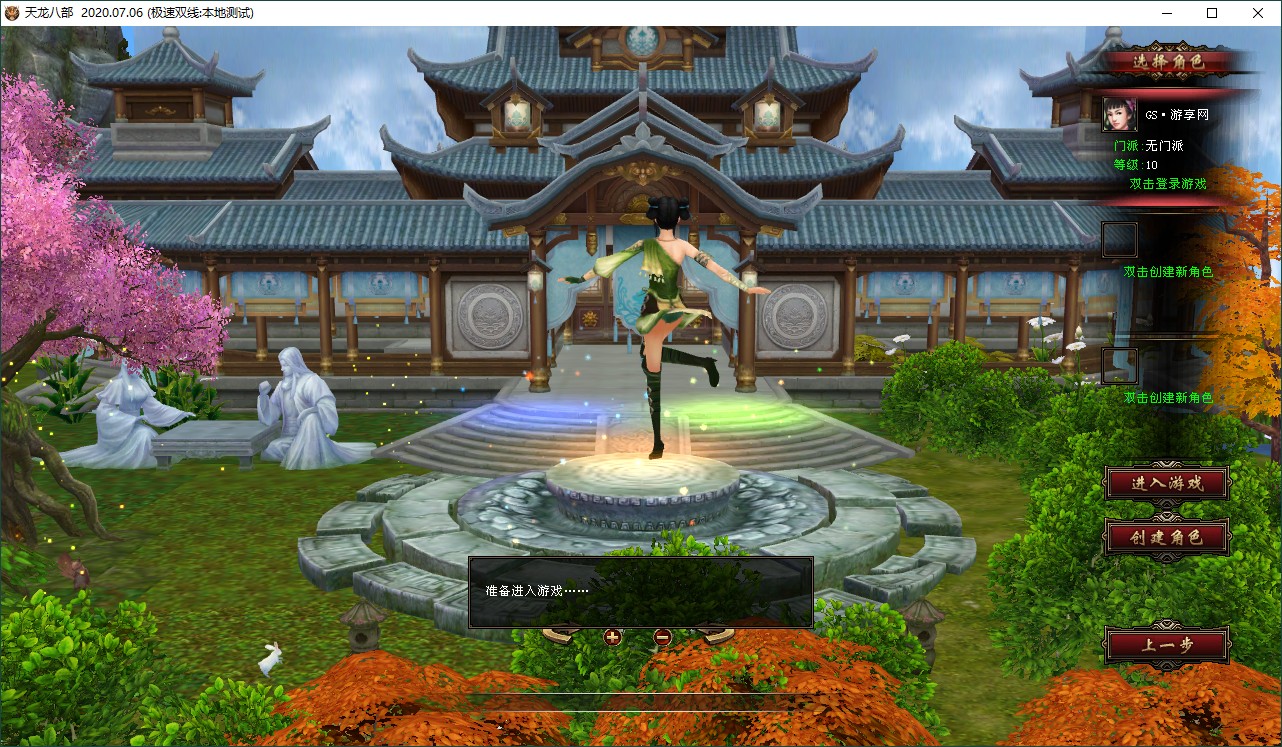 天龙八部 2020.07.06 (极速双线:本地测试)
选择角色
GS·游享网
门派:无门派
等级:10
双击登录游戏
双击创建新角色
双击创建新角色
进入游戏
创建角色
准备进入游戏……
上一步